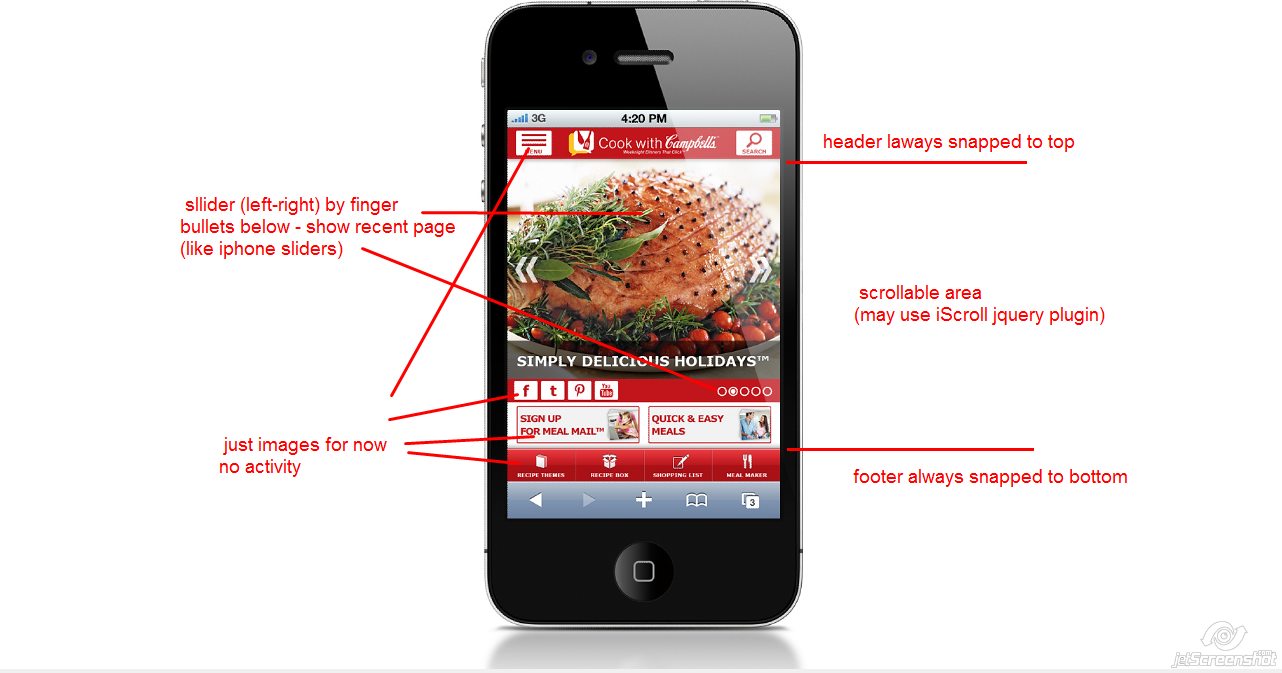 3G
4:20 PM
MENU
Cook with Campbell's
Weeknight Dinners That Click
SEARCH
header laways snapped to top
sllider (left-right) by finger
bullets below - show recent page
(like iphone sliders)
scrollable area
(may use iScroll jquery plugin)
SIMPLY DELICIOUS HOLIDAYS™
f
t
P
You
Tube
SIGN UP
FOR MEAL MAIL™
QUICK & EASY
MEALS
just images for now
no activity
RECIPE THEMES
RECIPE BOX
SHOPPING LIST
MEAL MAKER
footer always snapped to bottom
3
jetScreenshot
.com